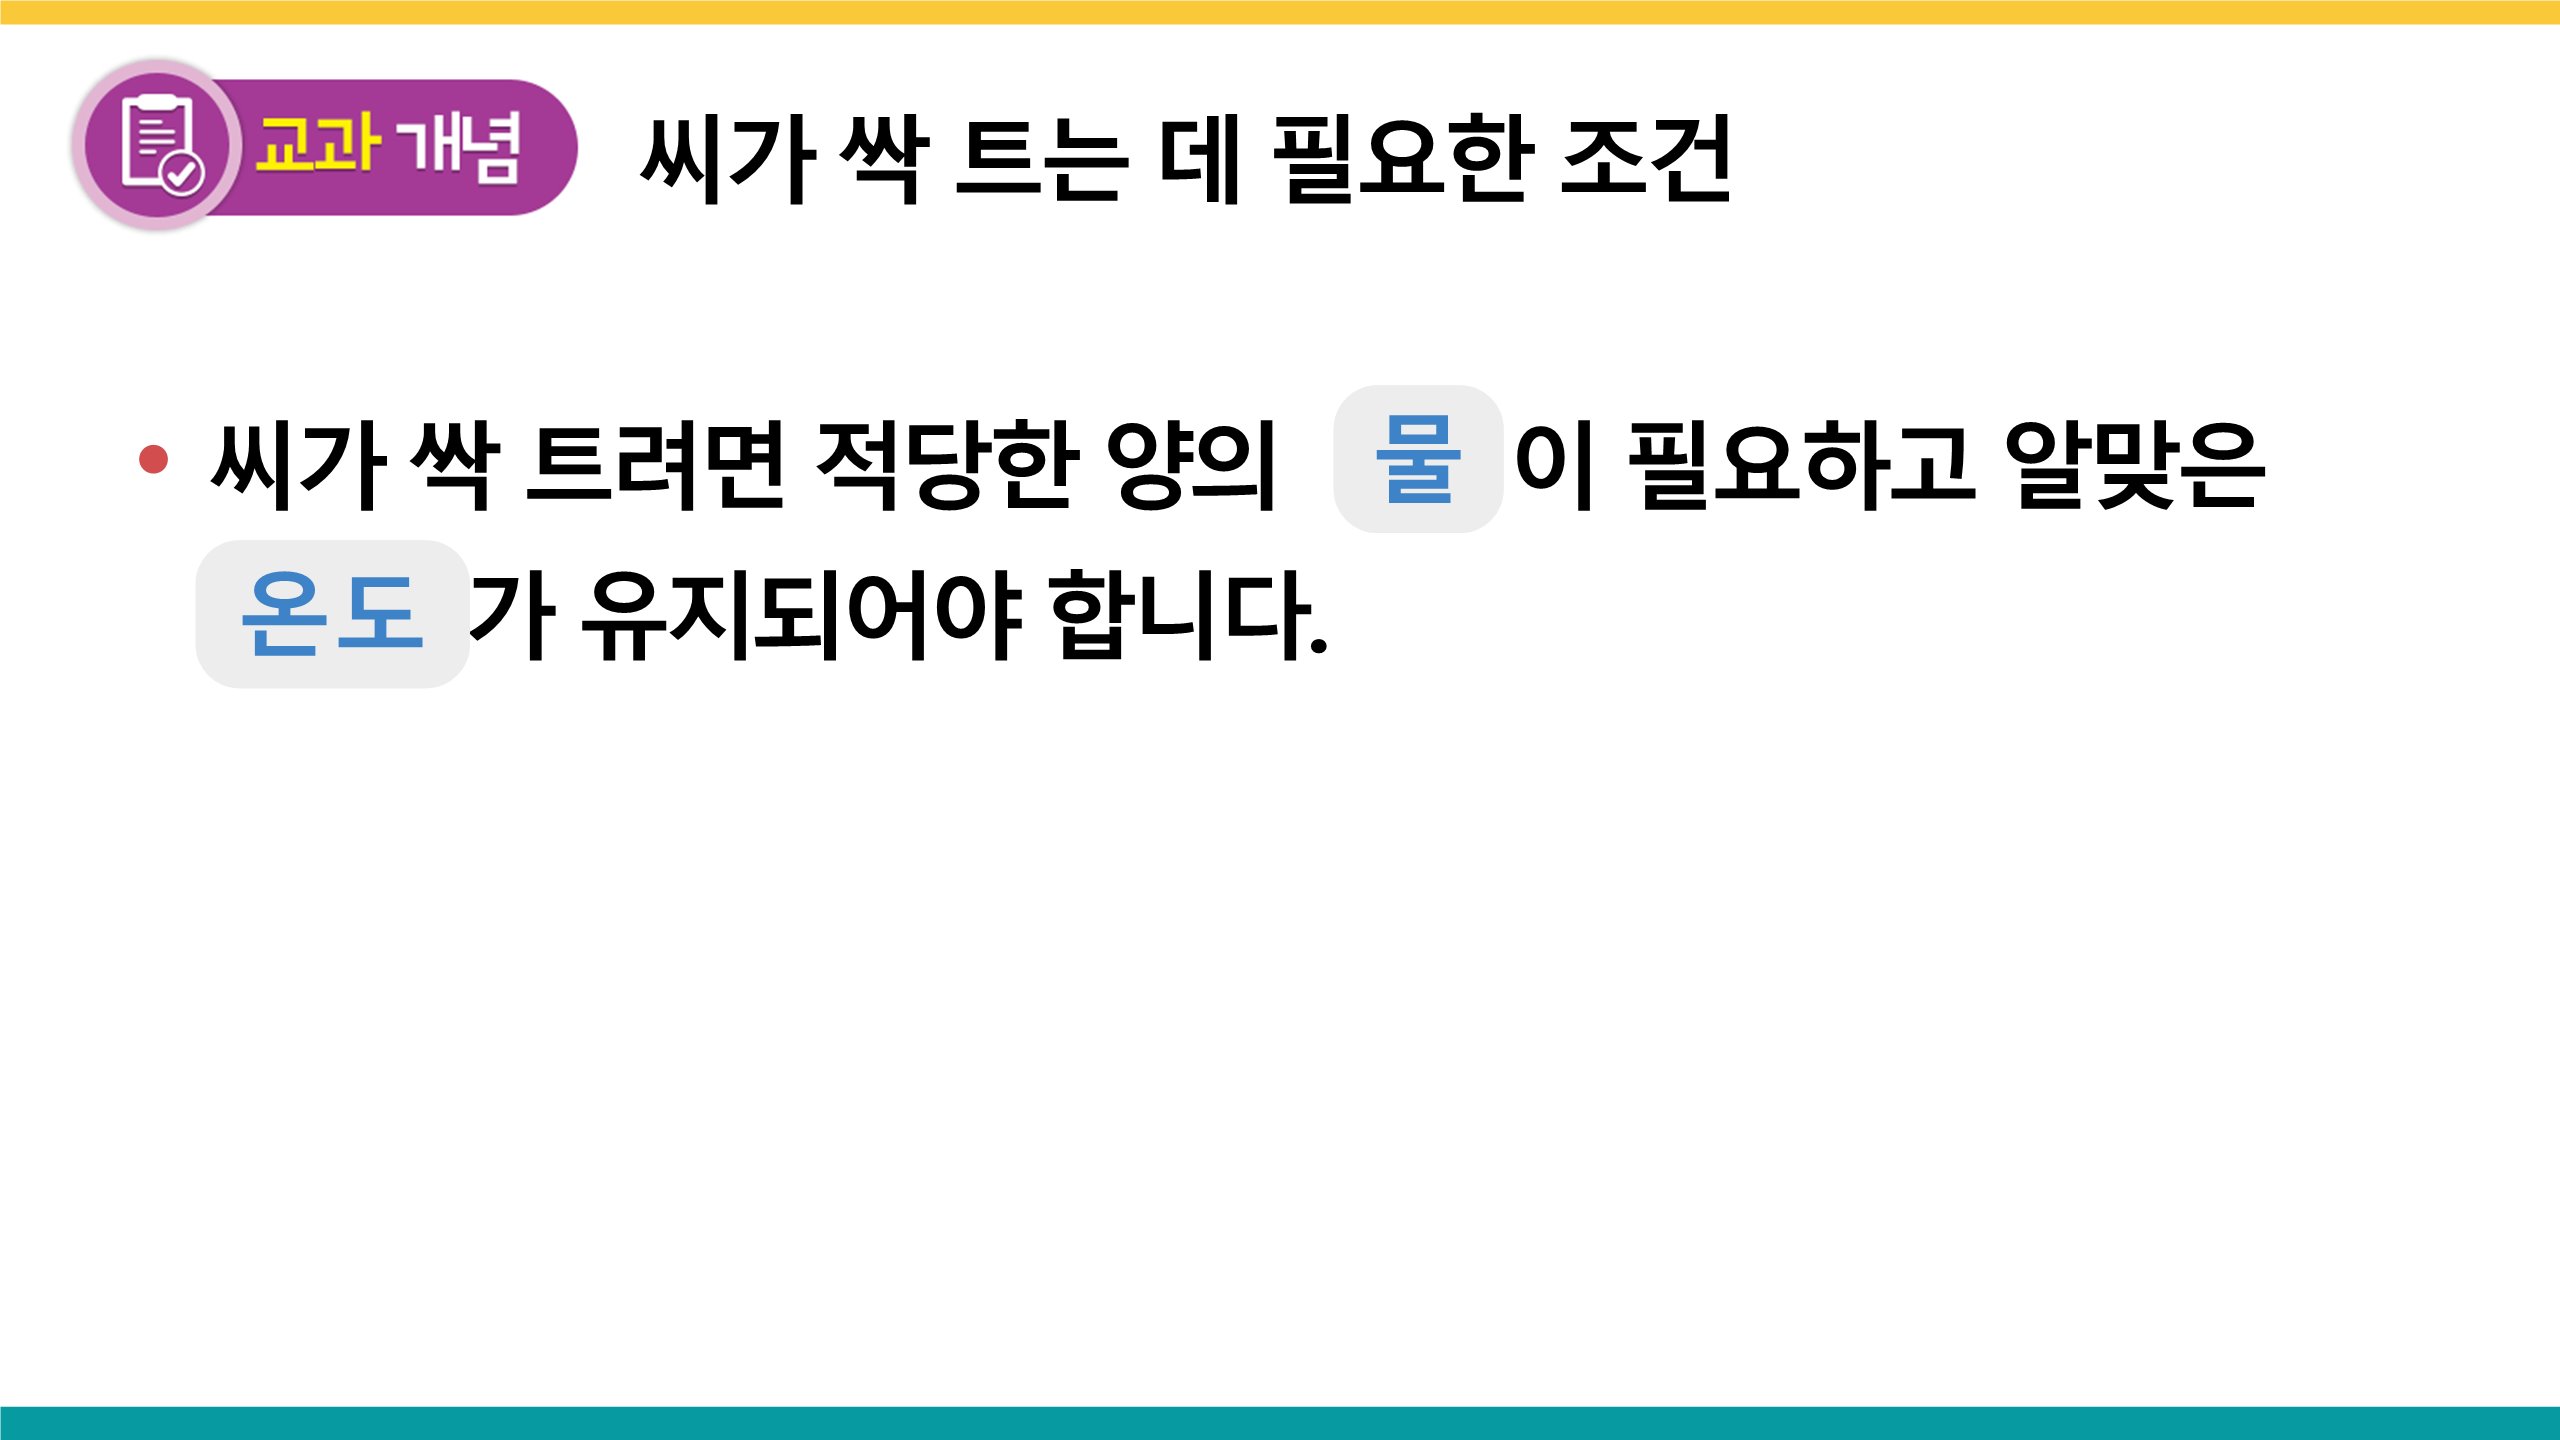 교과 개념 씨가 싹 트는 데 필요한 조건
• 씨가 싹 트려면 적당한 양의 물이 필요하고 알맞은
온도가 유지되어야 합니다.